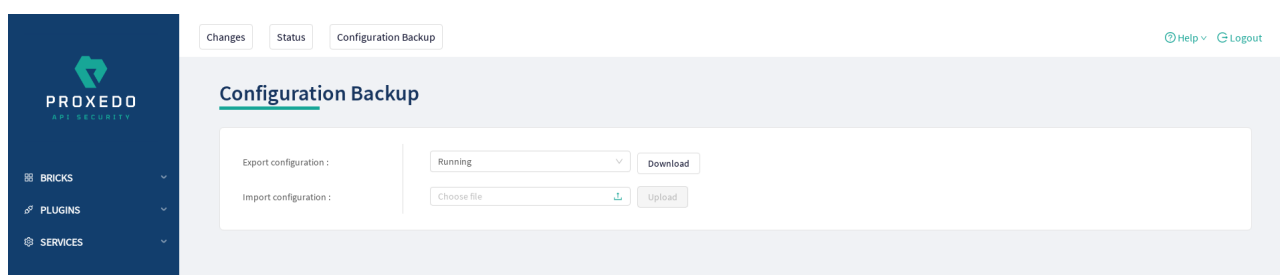 Changes Status Configuration Backup Help Logout
PROXEDO
API SECURITY
Configuration Backup
Export configuration : Running Download
Import configuration : Choose file Upload
BRICKS
PLUGINS
SERVICES